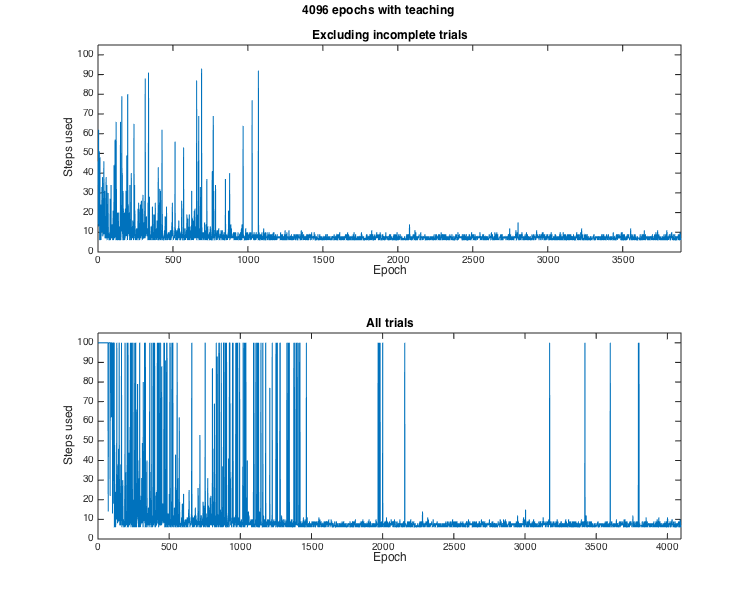 4096 epochs with teaching
Excluding incomplete trials
Steps used
100
90
80
70
60
50
40
30
20
10
0
0 500 1000 1500 2000 2500 3000 3500
Epoch
All trials
Steps used
100
90
80
70
60
50
40
30
20
10
0
0 500 1000 1500 2000 2500 3000 3500 4000
Epoch